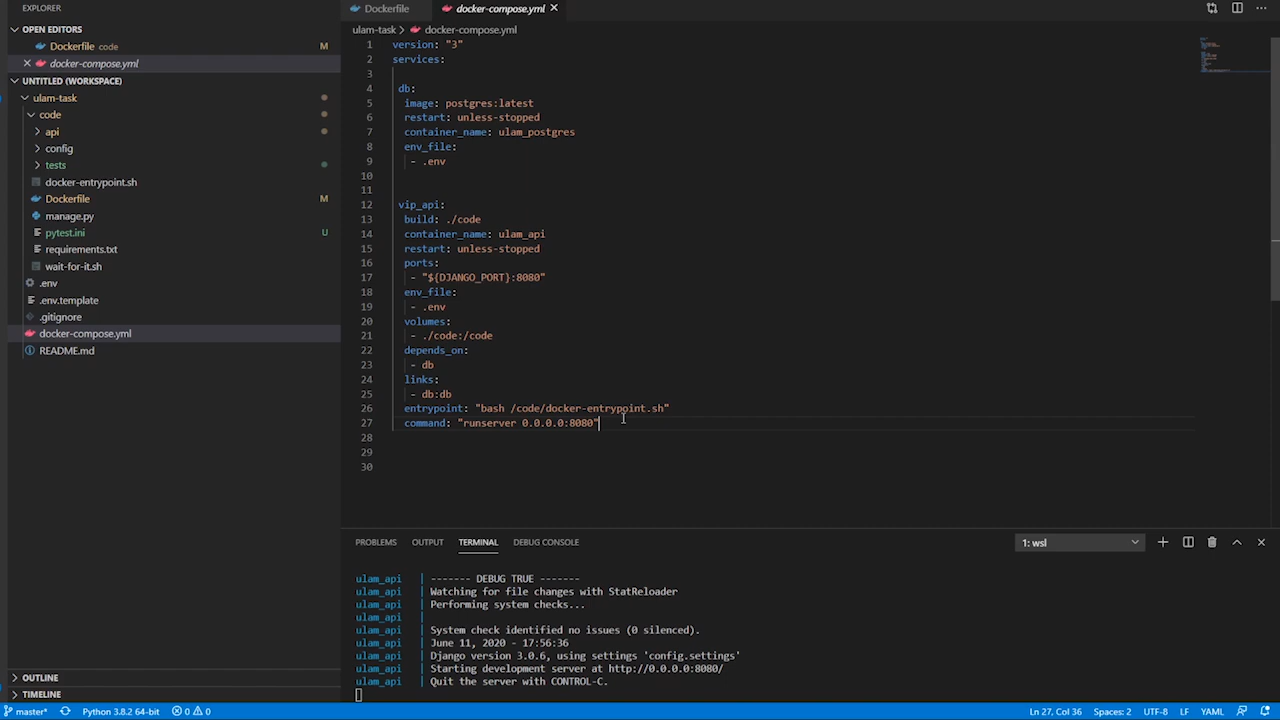 EXPLORER
OPEN EDITORS
Dockerfile code M
docker-compose.yml
UNTITLED (WORKSPACE)
ulam-task
code
api
config
tests
docker-entrypoint.sh
Dockerfile M
manage.py
pytest.ini U
requirements.txt
wait-for-it.sh
.env
.env.template
.gitignore
docker-compose.yml
README.md
OUTLINE
TIMELINE
Dockerfile docker-compose.yml
ulam-task docker-compose.yml
1 version: "3"
2 services:
3
4 db:
5 image: postgres:latest
6 restart: unless-stopped
7 container_name: ulam_postgres
8 env_file:
9 - .env
10
11
12 vip_api:
13 build: ./code
14 container_name: ulam_api
15 restart: unless-stopped
16 ports:
17 - "${DJANGO_PORT}:8080"
18 env_file:
19 - .env
20 volumes:
21 - ./code:/code
22 depends_on:
23 - db
24 links:
25 - db:db
26 entrypoint: "bash /code/docker-entrypoint.sh"
27 command: "runserver 0.0.0.0:8080"
28
29
30
PROBLEMS OUTPUT TERMINAL DEBUG CONSOLE 1: wsl
ulam_api | ------- DEBUG TRUE -------
ulam_api | Watching for file changes with StatReloader
ulam_api | Performing system checks...
ulam_api |
ulam_api | System check identified no issues (0 silenced).
ulam_api | June 11, 2020 - 17:56:36
ulam_api | Django version 3.0.6, using settings 'config.settings'
ulam_api | Starting development server at http://0.0.0.0:8080/
ulam_api | Quit the server with CONTROL-C.
master* Python 3.8.2 64-bit 0 0 Ln 27, Col 36 Spaces: 2 UTF-8 LF YAML